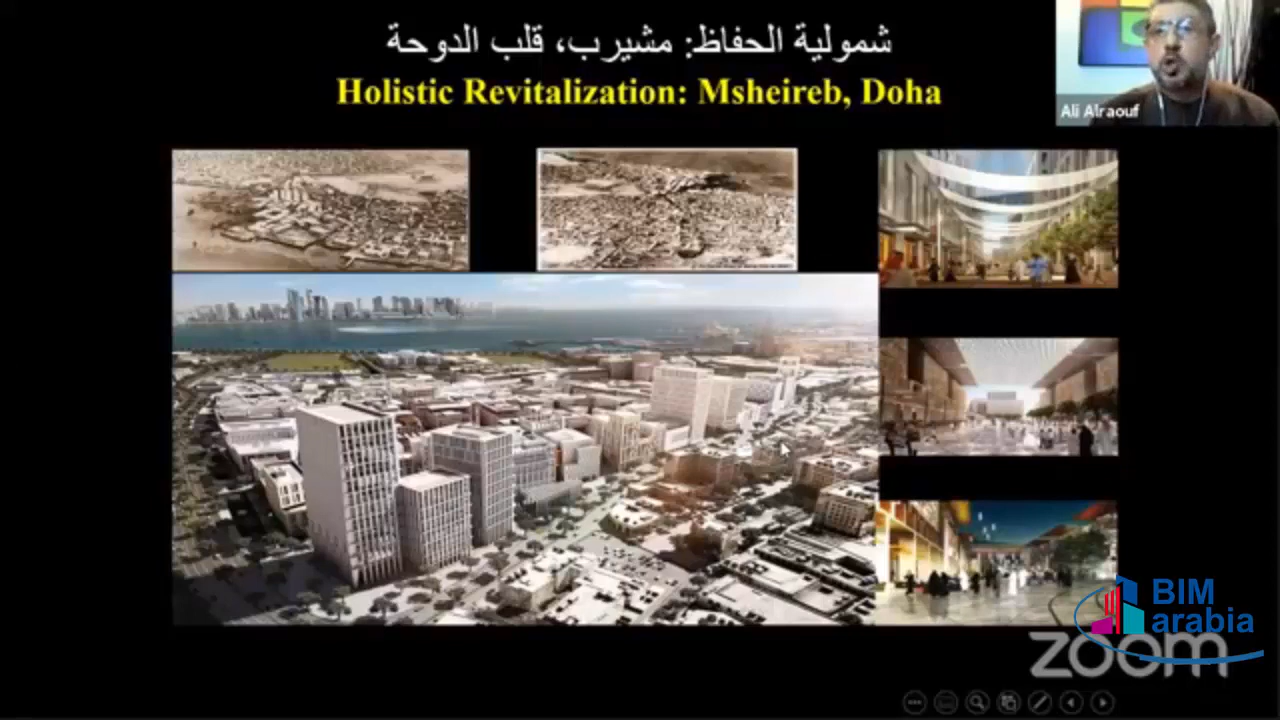 شمولية الحفاظ: مشيرب، قلب الدوحة
Holistic Revitalization: Msheireb, Doha
Ali Alraouf
BIM
arabia
zoom